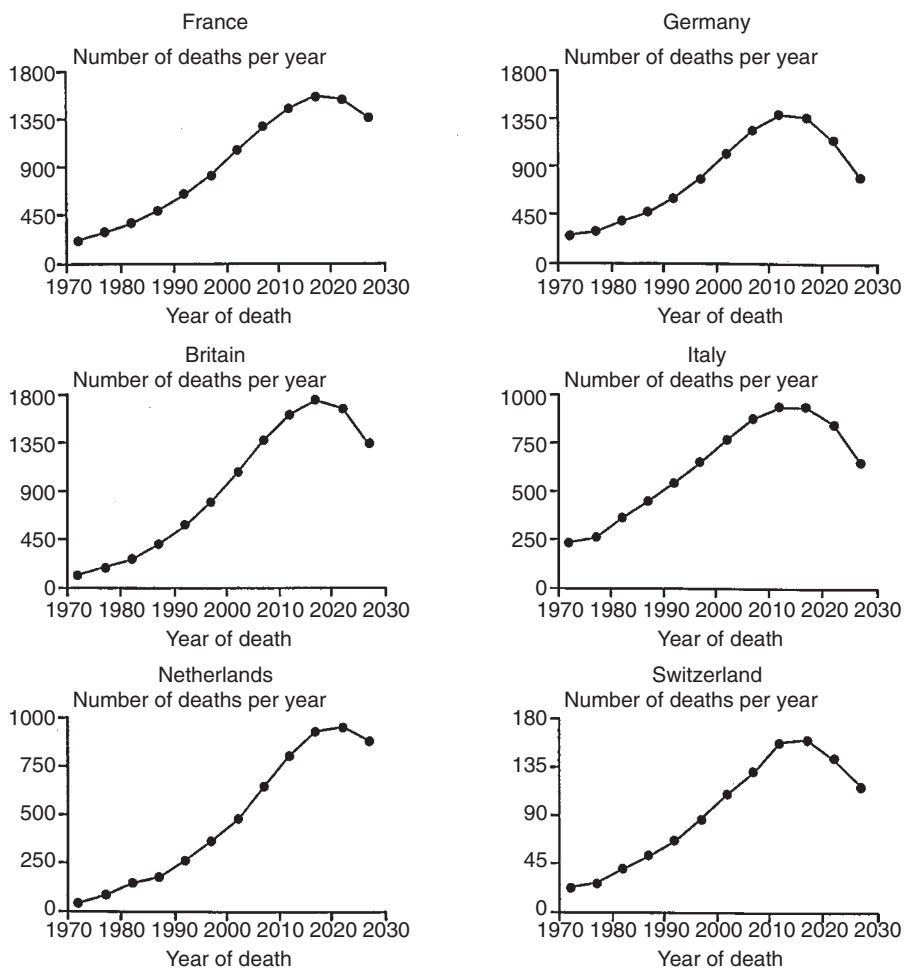 France
Number of deaths per year
1800
1350
900
450
0
1970 1980 1990 2000 2010 2020 2030
Year of death
Germany
Number of deaths per year
1800
1350
900
450
0
1970 1980 1990 2000 2010 2020 2030
Year of death
Britain
Number of deaths per year
1800
1350
900
450
0
1970 1980 1990 2000 2010 2020 2030
Year of death
Italy
Number of deaths per year
1000
750
500
250
0
1970 1980 1990 2000 2010 2020 2030
Year of death
Netherlands
Number of deaths per year
1000
750
500
250
0
1970 1980 1990 2000 2010 2020 2030
Year of death
Switzerland
Number of deaths per year
180
135
90
45
0
1970 1980 1990 2000 2010 2020 2030
Year of death